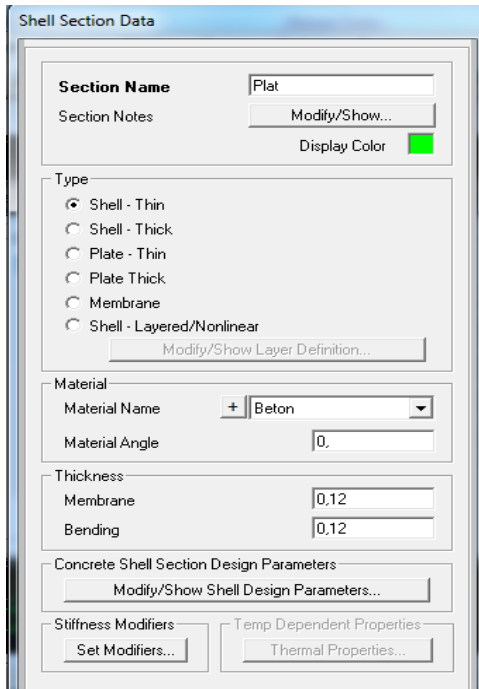 Shell Section Data
Section Name Plat
Section Notes Modify/Show...
Display Color
Type
Shell - Thin
Shell - Thick
Plate - Thin
Plate Thick
Membrane
Shell - Layered/Nonlinear
Modify/Show Layer Definition...
Material
Material Name + Beton
Material Angle 0,
Thickness
Membrane 0,12
Bending 0,12
Concrete Shell Section Design Parameters
Modify/Show Shell Design Parameters...
Stiffness Modifiers Temp Dependent Properties
Set Modifiers... Thermal Properties...